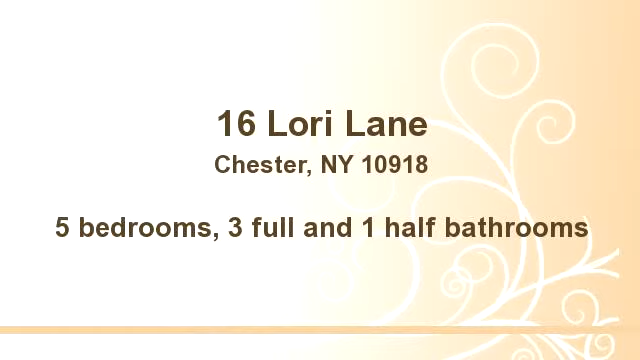 16 Lori Lane
Chester, NY 10918
5 bedrooms, 3 full and 1 half bathrooms